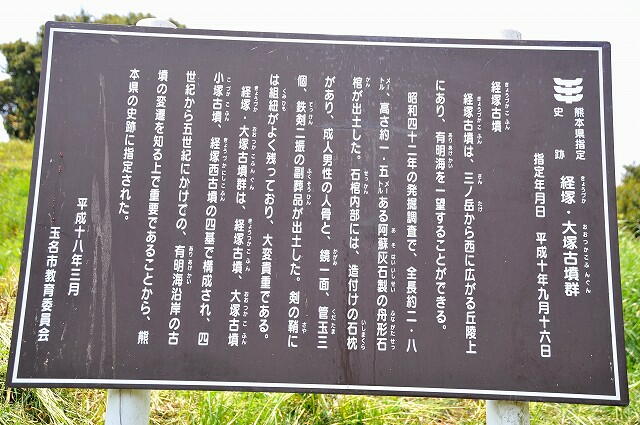 熊本県指定
史跡 経塚・大塚古墳群
指定年月日 平成十年九月十六日
経塚古墳
経塚古墳は、三ノ岳から西に広がる丘陵上
にあり、有明海を一望することができる。
昭和四十二年の発掘調査で、全長約二・八
㍍、高さ約一・五㍍ある阿蘇灰石製の舟形石
棺が出土した。石棺内部には、造付けの石枕
があり、成人男性の人骨と、鏡一面、管玉三
個、鉄剣二振の副葬品が出土した。剣の鞘に
は組紐がよく残っており、大変貴重である。
経塚・大塚古墳群は、経塚古墳、大塚古墳
小塚古墳、経塚西古墳の四基で構成され、四
世紀から五世紀にかけての、有明海沿岸の古
墳の変遷を知る上で重要であることから、熊
本県の史跡に指定された。
平成十八年三月
玉名市教育委員会